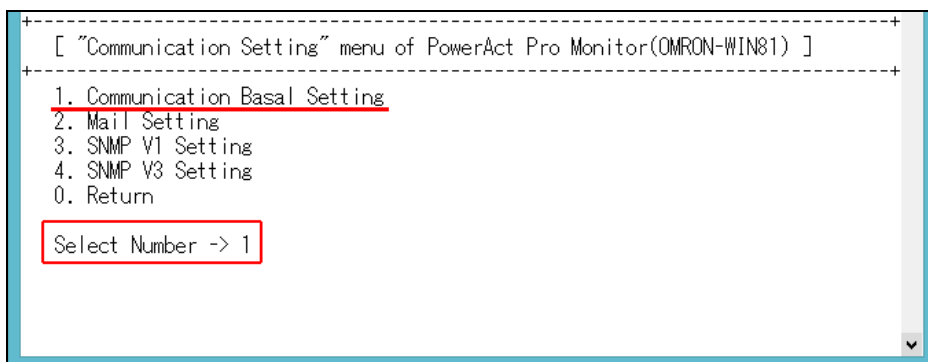 +------------------------------------------------------------------------------+
[ "Communication Setting" menu of PowerAct Pro Monitor(OMRON-WIN81) ]
+------------------------------------------------------------------------------+
1. Communication Basal Setting
2. Mail Setting
3. SNMP V1 Setting
4. SNMP V3 Setting
0. Return
Select Number -> 1